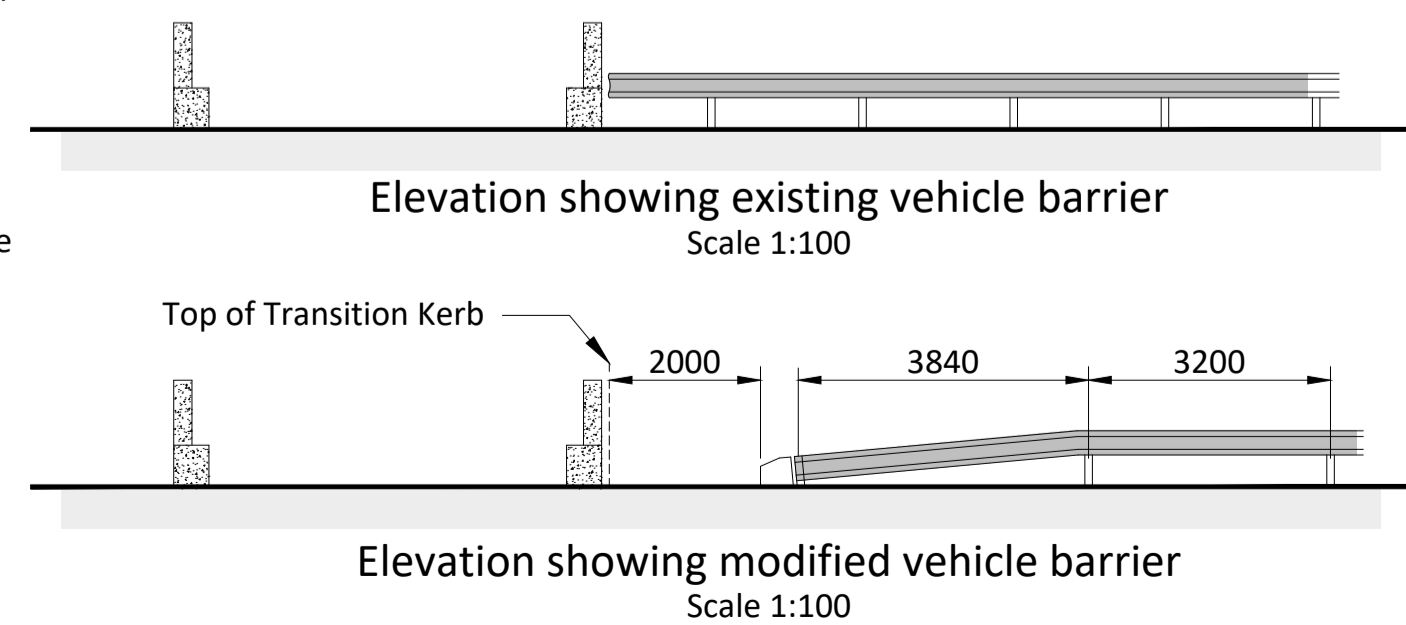 Elevation showing existing vehicle barrier
Scale 1:100
e
Top of Transition Kerb
2000
3840
3200
Elevation showing modified vehicle barrier
Scale 1:100